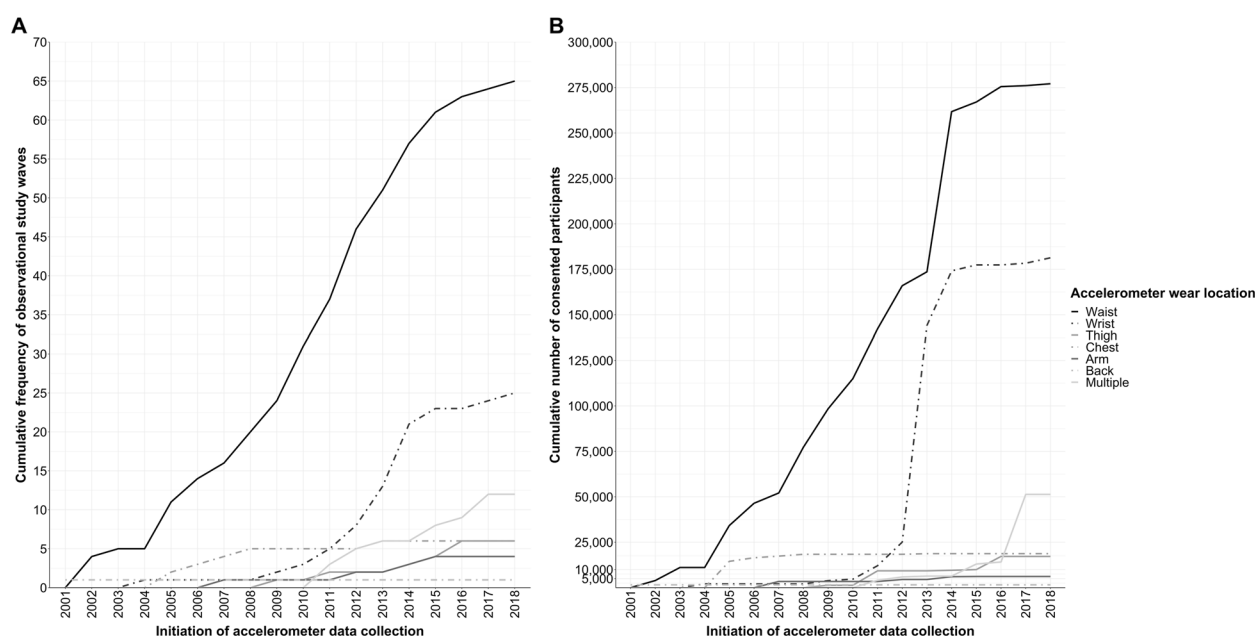 A
70
65
60
55
50
45
40
35
30
25
20
15
10
5
0
Cumulative frequency of observational study waves
2001 2002 2003 2004 2005 2006 2007 2008 2009 2010 2011 2012 2013 2014 2015 2016 2017 2018
Initiation of accelerometer data collection
B
300,000
275,000
250,000
225,000
200,000
175,000
150,000
125,000
100,000
75,000
50,000
25,000
10,000
5,000
0
Cumulative number of consented participants
2001 2002 2003 2004 2005 2006 2007 2008 2009 2010 2011 2012 2013 2014 2015 2016 2017 2018
Initiation of accelerometer data collection
Accelerometer wear location
Waist
Wrist
Thigh
Chest
Arm
Back
Multiple